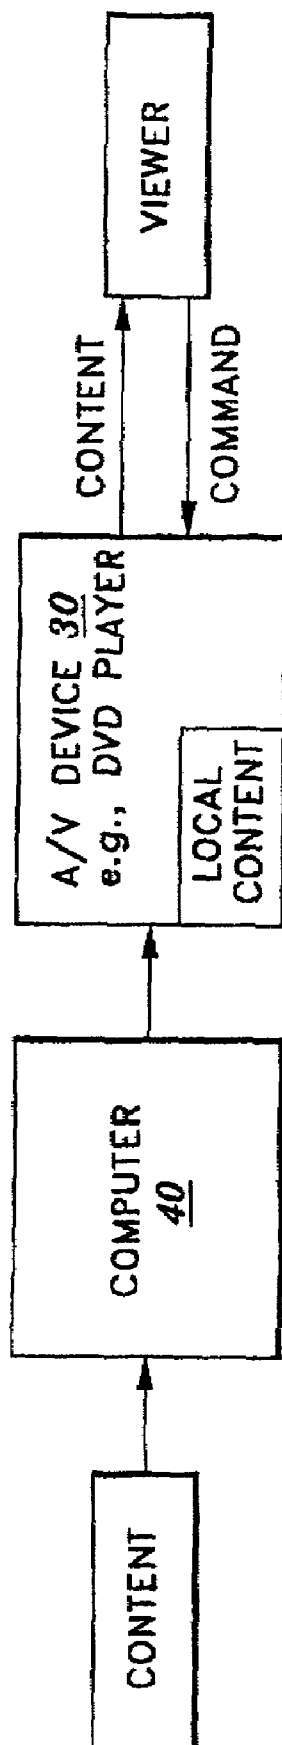 CONTENT
COMPUTER
40
A/V DEVICE 30
e.g., DVD PLAYER
LOCAL
CONTENT
CONTENT
COMMAND
VIEWER